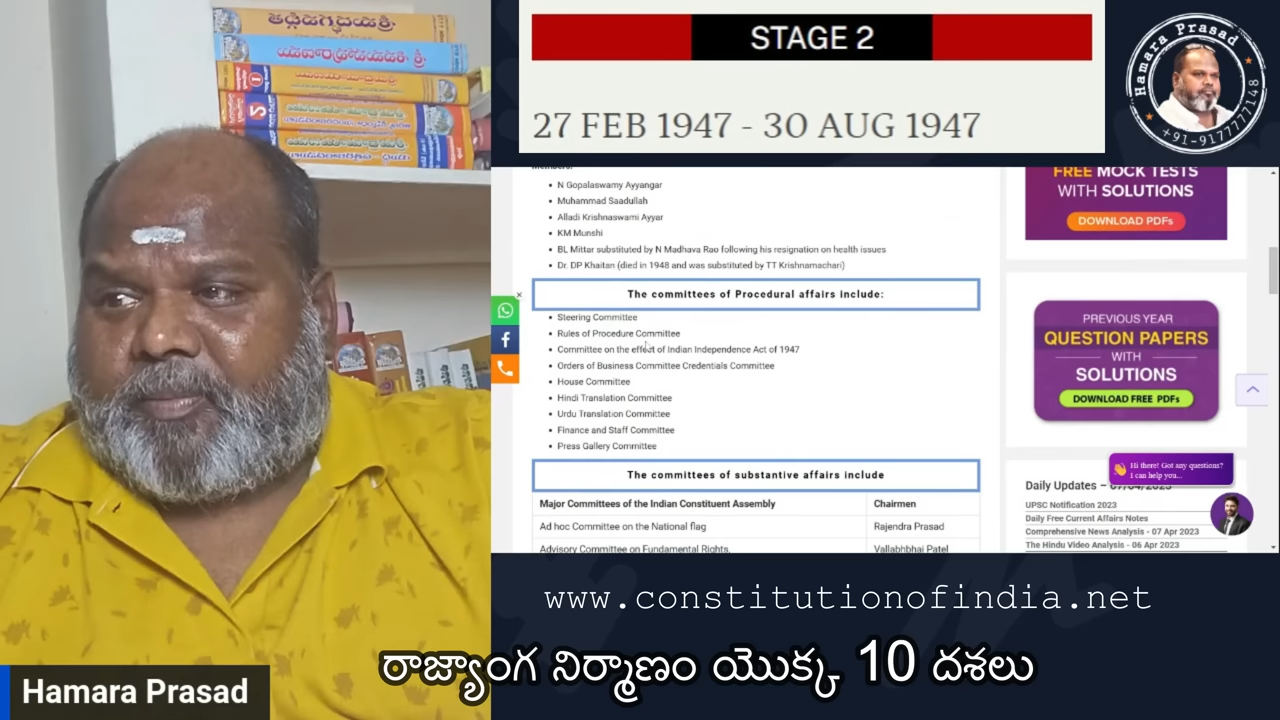 STAGE 2
27 FEB 1947 - 30 AUG 1947
Hamara Prasad
+91-9177777148
N Gopalaswamy Ayyangar
Muhammad Saadullah
Alladi Krishnaswami Ayyar
KM Munshi
BL Mittar substituted by N Madhava Rao following his resignation on health issues
Dr. DP Khaitan (died in 1948 and was substituted by TT Krishnamachari)
The committees of Procedural affairs include:
Steering Committee
Rules of Procedure Committee
Committee on the effect of Indian Independence Act of 1947
Orders of Business Committee Credentials Committee
House Committee
Hindi Translation Committee
Urdu Translation Committee
Finance and Staff Committee
Press Gallery Committee
The committees of substantive affairs include
Major Committees of the Indian Constituent Assembly Chairmen
Ad hoc Committee on the National flag Rajendra Prasad
Advisory Committee on Fundamental Rights, Vallabhbhai Patel
FREE MOCK TESTS
WITH SOLUTIONS
DOWNLOAD PDFs
PREVIOUS YEAR
QUESTION PAPERS
WITH
SOLUTIONS
DOWNLOAD FREE PDFs
Hi there! Got any questions?
I can help you...
Daily Updates – 07/04/2023
UPSC Notification 2023
Daily Free Current Affairs Notes
Comprehensive News Analysis - 07 Apr 2023
The Hindu Video Analysis - 06 Apr 2023
www.constitutionofindia.net
రాజ్యాంగ నిర్మాణం యొక్క 10 దశలు
Hamara Prasad